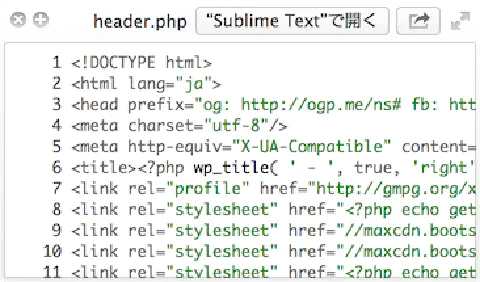 header.php "Sublime Text"で開く
1 <!DOCTYPE html>
2 <html lang="ja">
3 <head prefix="og: http://ogp.me/ns# fb: htt
4 <meta charset="utf-8"/>
5 <meta http-equiv="X-UA-Compatible" content=
6 <title><?php wp_title( ' - ', true, 'right'
7 <link rel="profile" href="http://gmpg.org/x
8 <link rel="stylesheet" href="<?php echo get
9 <link rel="stylesheet" href="//maxcdn.boots
10 <link rel="stylesheet" href="//maxcdn.boots
11 <link rel="stylesheet" href="<?php echo get